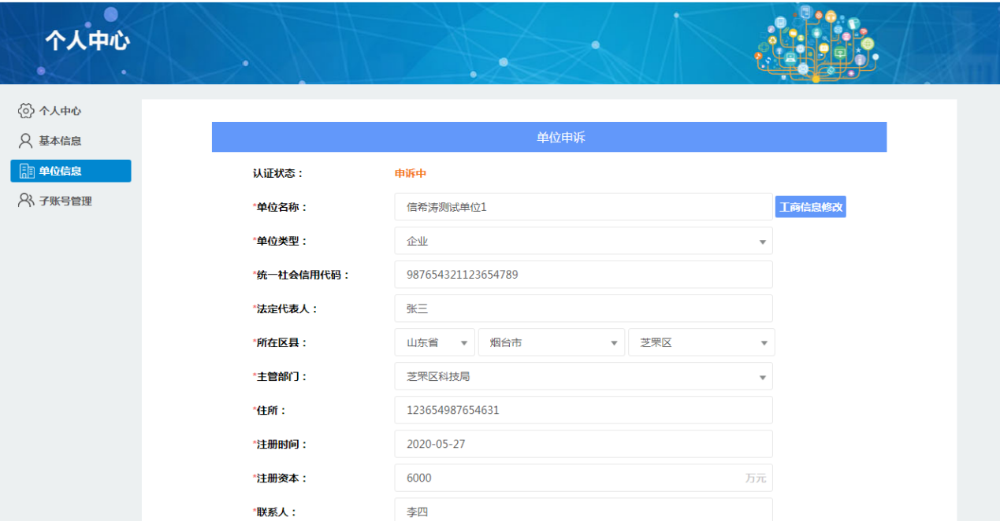 个人中心
个人中心
基本信息
单位信息
子账号管理
单位申诉
认证状态： 申诉中
*单位名称： 信希涛测试单位1 工商信息修改
*单位类型： 企业
*统一社会信用代码： 987654321123654789
*法定代表人： 张三
*所在区县： 山东省 烟台市 芝罘区
*主管部门： 芝罘区科技局
*住所： 123654987654631
*注册时间： 2020-05-27
*注册资本： 6000 万元
*联系人： 李四